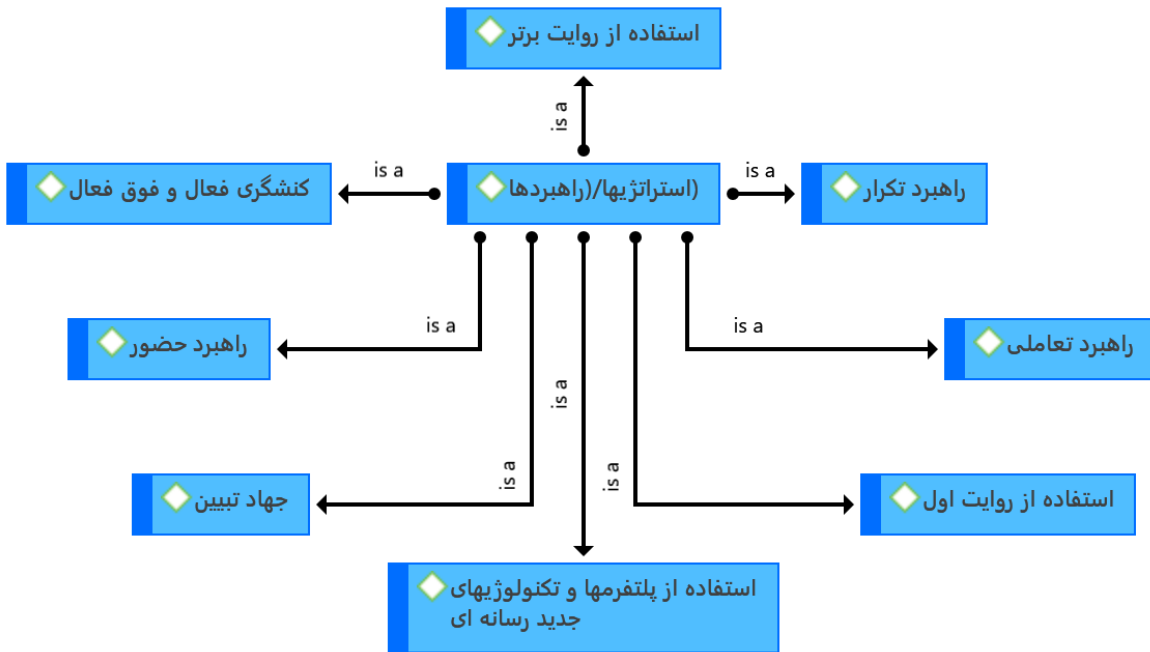 استفاده از روایت برتر
is a
کنشگری فعال و فوق فعال
is a
(استراتژیها/(راهبردها
is a
راهبرد تکرار
راهبرد حضور
is a
is a
راهبرد تعاملی
is a
جهاد تبیین
is a
is a
استفاده از روایت اول
استفاده از پلتفرمها و تکنولوژیهای
جدید رسانه ای